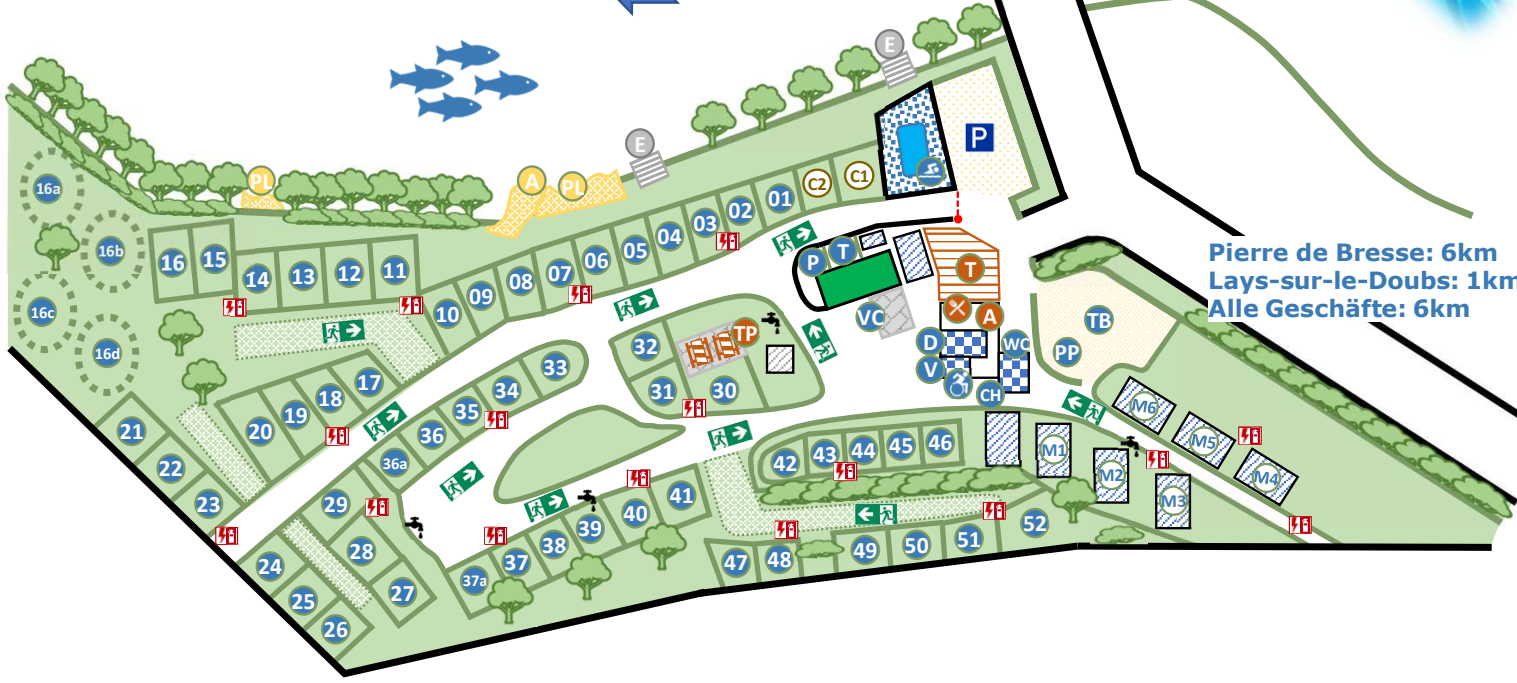 E
E
P
PL
A
PL
16a
16b
16c
16d
16
15
14
13
12
11
10
09
08
07
06
05
04
03
02
01
C2
C1
P
T
T
VC
A
D
V
WC
CH
TB
PP
Pierre de Bresse: 6km
Lays-sur-le-Doubs: 1km
Alle Geschäfte: 6km
32
TP
31
30
33
34
35
36
36a
17
18
19
20
21
22
23
24
25
26
27
28
29
37a
37
38
39
40
41
42
43
44
45
46
47
48
49
50
51
52
M1
M2
M3
M4
M5
M6